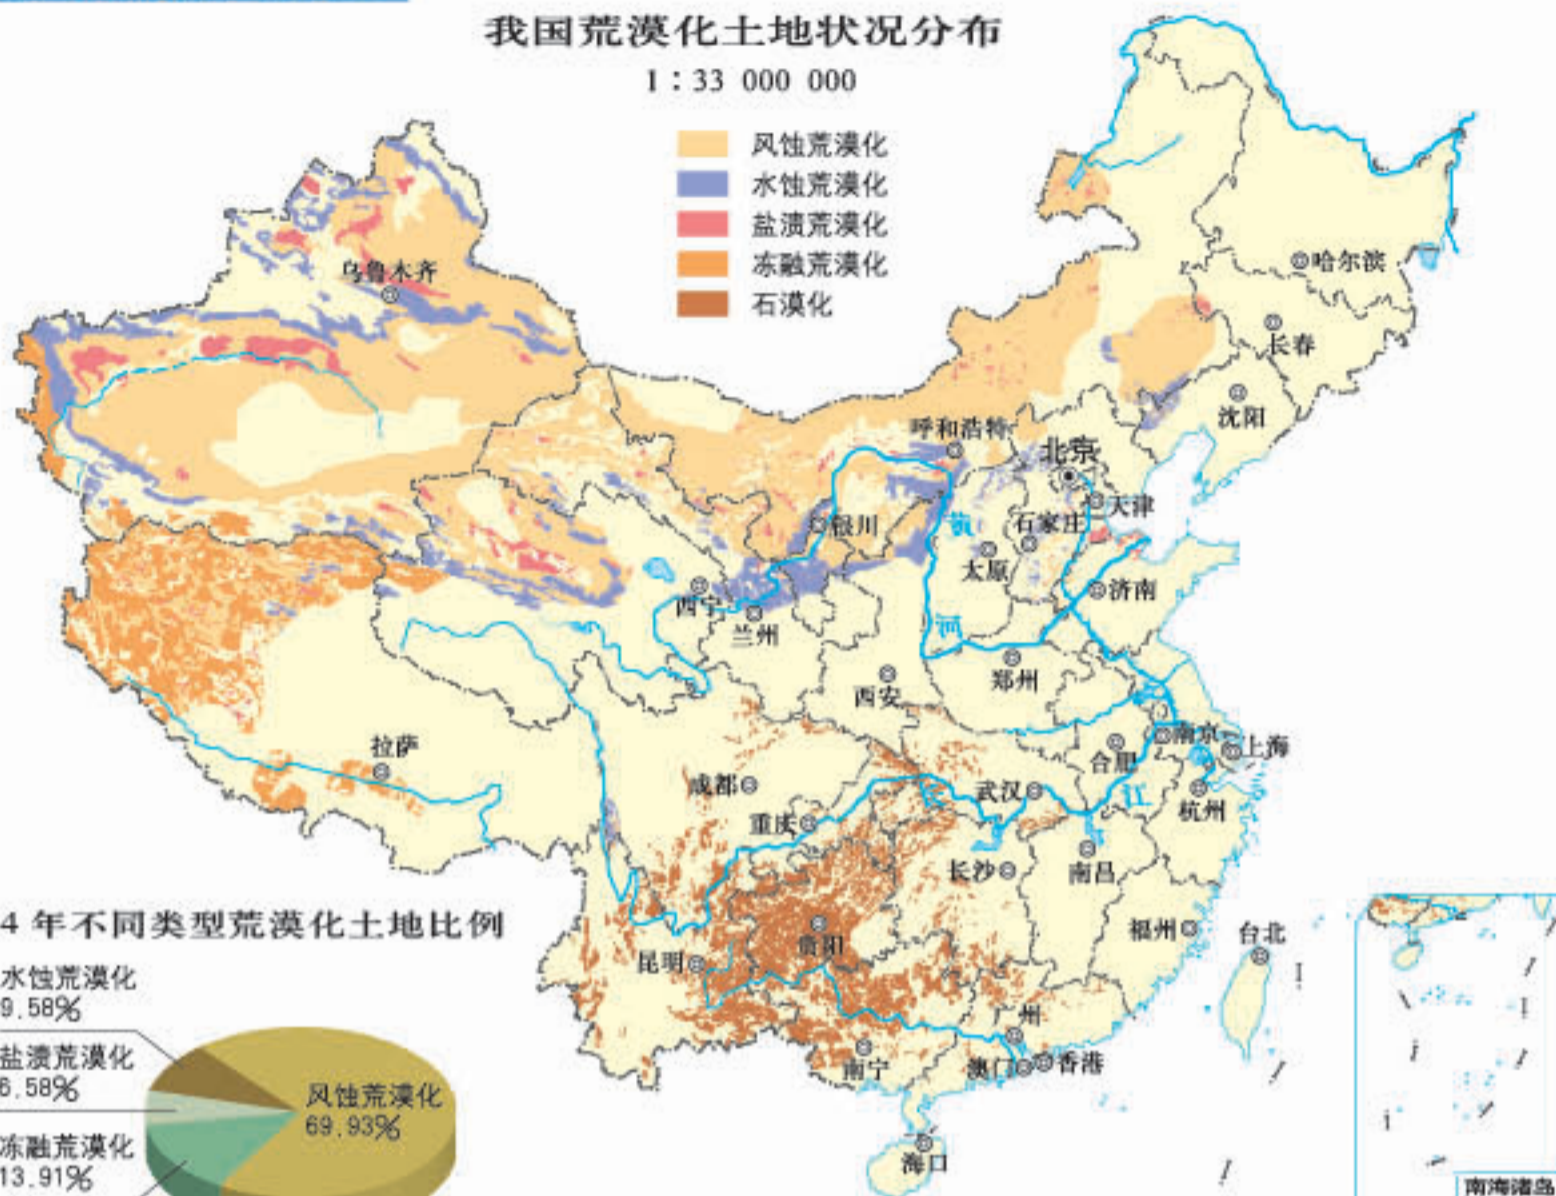 我国荒漠化土地状况分布
1：33 000 000
风蚀荒漠化
水蚀荒漠化
盐渍荒漠化
冻融荒漠化
石漠化
乌鲁木齐
哈尔滨
长春
沈阳
呼和浩特
北京
天津
银川
黄
石家庄
太原
济南
西宁
兰州
河
郑州
西安
拉萨
南京
上海
合肥
成都
武汉
江
杭州
重庆
长沙
南昌
贵阳
福州
台北
昆明
广州
南宁
澳门
香港
海口
南海诸岛
4 年不同类型荒漠化土地比例
水蚀荒漠化
9.58%
盐渍荒漠化
6.58%
风蚀荒漠化
69.93%
冻融荒漠化
13.91%